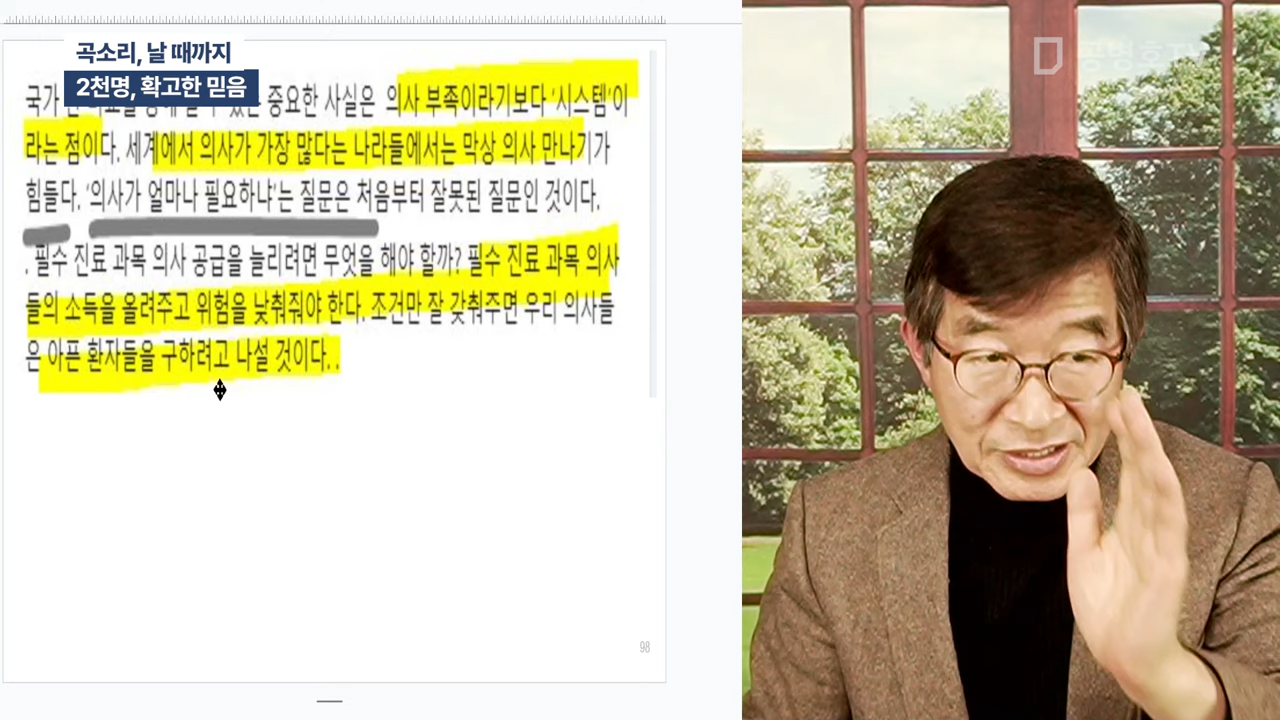 곡소리, 날 때까지
2천명, 확고한 믿음
국가 중요한 사실은 의사 부족이라기보다 '시스템'이
라는 점이다. 세계에서 의사가 가장 많다는 나라들에서는 막상 의사 만나기가
힘들다. '의사가 얼마나 필요하냐'는 질문은 처음부터 잘못된 질문인 것이다.
. 필수 진료 과목 의사 공급을 늘리려면 무엇을 해야 할까? 필수 진료 과목 의사
들의 소득을 올려주고 위험을 낮춰줘야 한다. 조건만 잘 갖춰주면 우리 의사들
은 아픈 환자들을 구하려고 나설 것이다. .
98
공병호TV